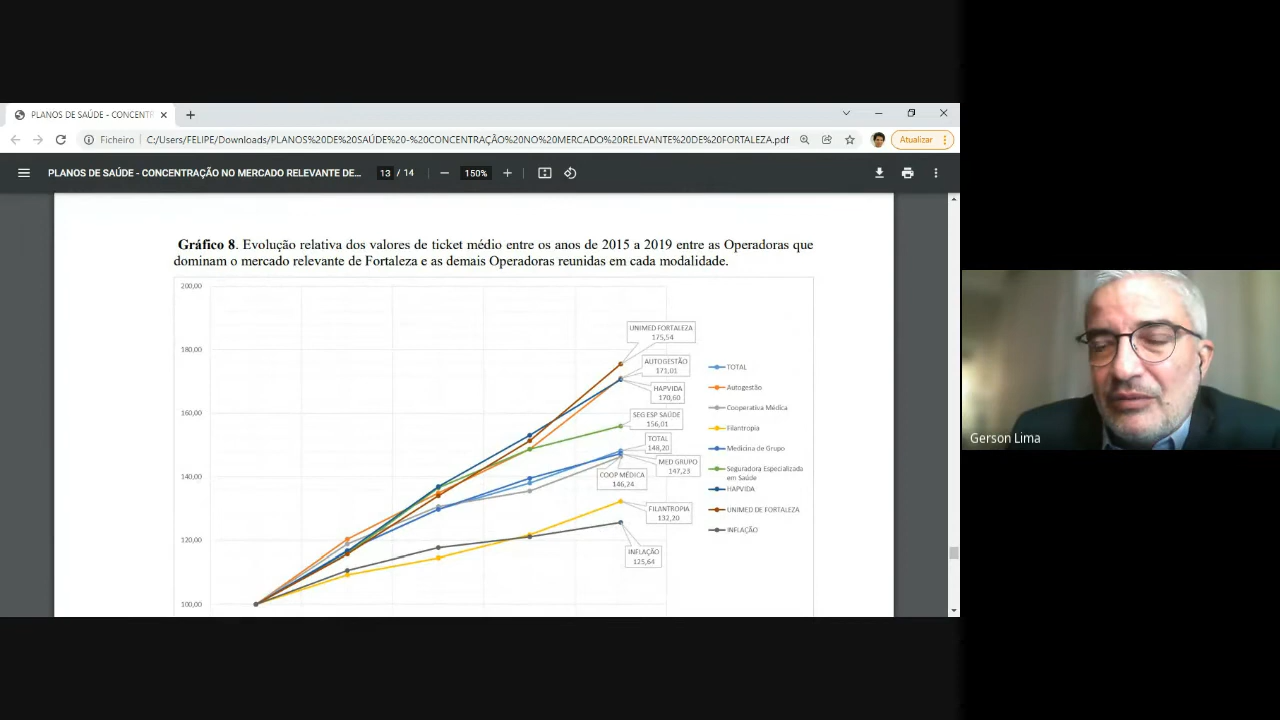 PLANOS DE SAÚDE - CONCENTR
Ficheiro
C:/Users/FELIPE/Downloads/PLANOS%20DE%20SAÚDE%20-%20CONCENTRAÇÃO%20NO%20MERCADO%20RELEVANTE%20DE%20FORTALEZA.pdf
Atualizar
PLANOS DE SAÚDE - CONCENTRAÇÃO NO MERCADO RELEVANTE DE...
13 / 14
150%
Gráfico 8. Evolução relativa dos valores de ticket médio entre os anos de 2015 a 2019 entre as Operadoras que
dominam o mercado relevante de Fortaleza e as demais Operadoras reunidas em cada modalidade.
200,00
180,00
160,00
140,00
120,00
100,00
UNIMED FORTALEZA
175,54
AUTOGESTÃO
171,01
HAPVIDA
170,60
SEG ESP SAÚDE
156,01
TOTAL
148,20
MED GRUPO
147,23
COOP MÉDICA
146,24
FILANTROPIA
132,20
INFLAÇÃO
125,64
TOTAL
Autogestão
Cooperativa Médica
Filantropia
Medicina de Grupo
Seguradora Especializada
em Saúde
HAPVIDA
UNIMED DE FORTALEZA
INFLAÇÃO
Gerson Lima